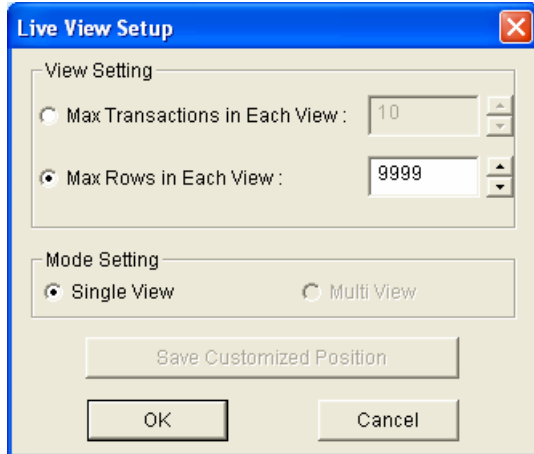 Live View Setup
View Setting
Max Transactions in Each View : 10
Max Rows in Each View : 9999
Mode Setting
Single View Multi View
Save Customized Position
OK Cancel